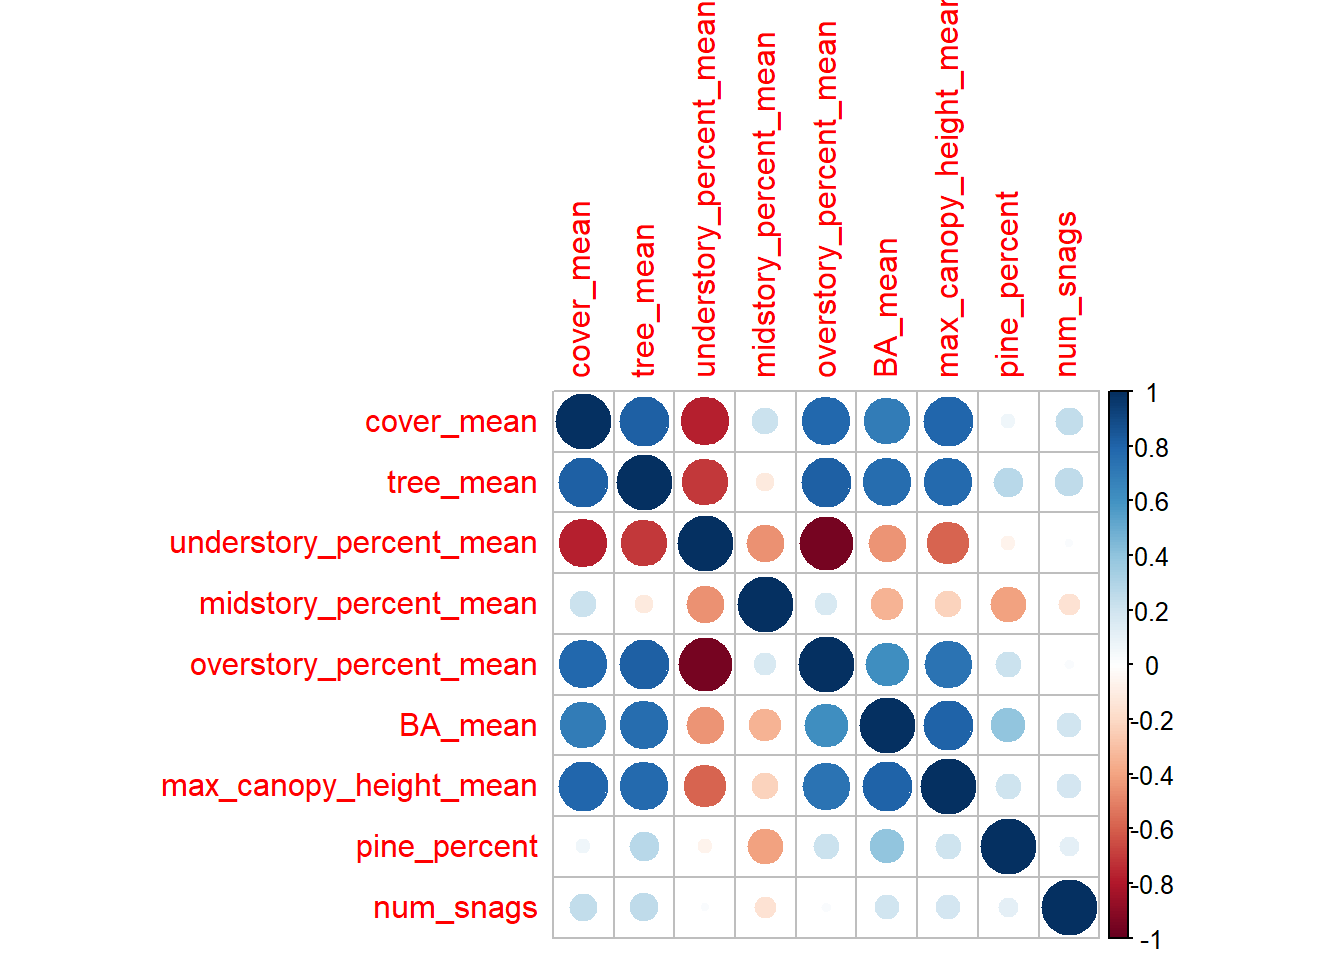 cover_mean
tree_mean
understory_percent_mean
midstory_percent_mean
overstory_percent_mean
BA_mean
max_canopy_height_mean
pine_percent
num_snags
cover_mean
tree_mean
understory_percent_mean
midstory_percent_mean
overstory_percent_mean
BA_mean
max_canopy_height_mean
pine_percent
num_snags
1
0.8
0.6
0.4
0.2
0
-0.2
-0.4
-0.6
-0.8
-1